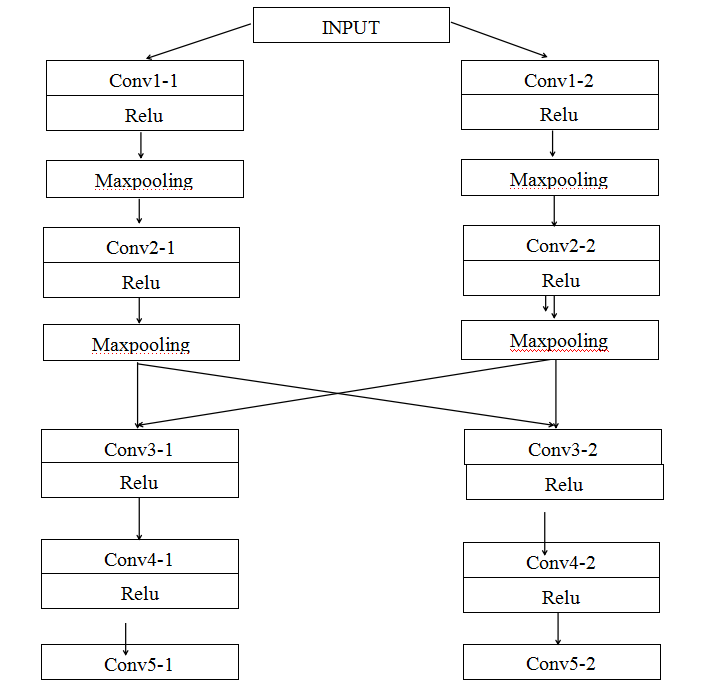 INPUT
Conv1-1
Relu
Maxpooling
Conv2-1
Relu
Maxpooling
Conv1-2
Relu
Maxpooling
Conv2-2
Relu
Maxpooling
Conv3-1
Relu
Conv4-1
Relu
Conv5-1
Conv3-2
Relu
Conv4-2
Relu
Conv5-2